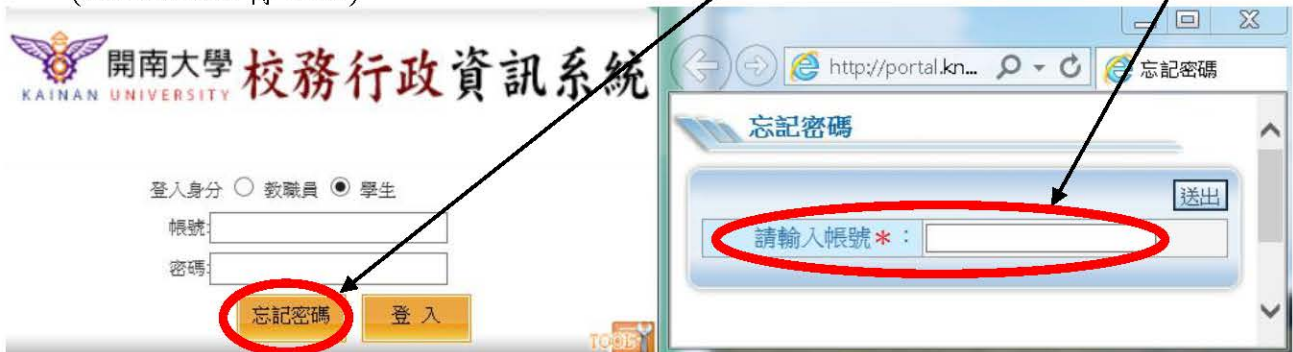 開南大學
KAINAN UNIVERSITY
校務行政資訊系統
登入身分 教職員 學生
帳號:
密碼:
忘記密碼 登 入
TOOL
http://portal.kn...
忘記密碼
忘記密碼
送出
請輸入帳號*：